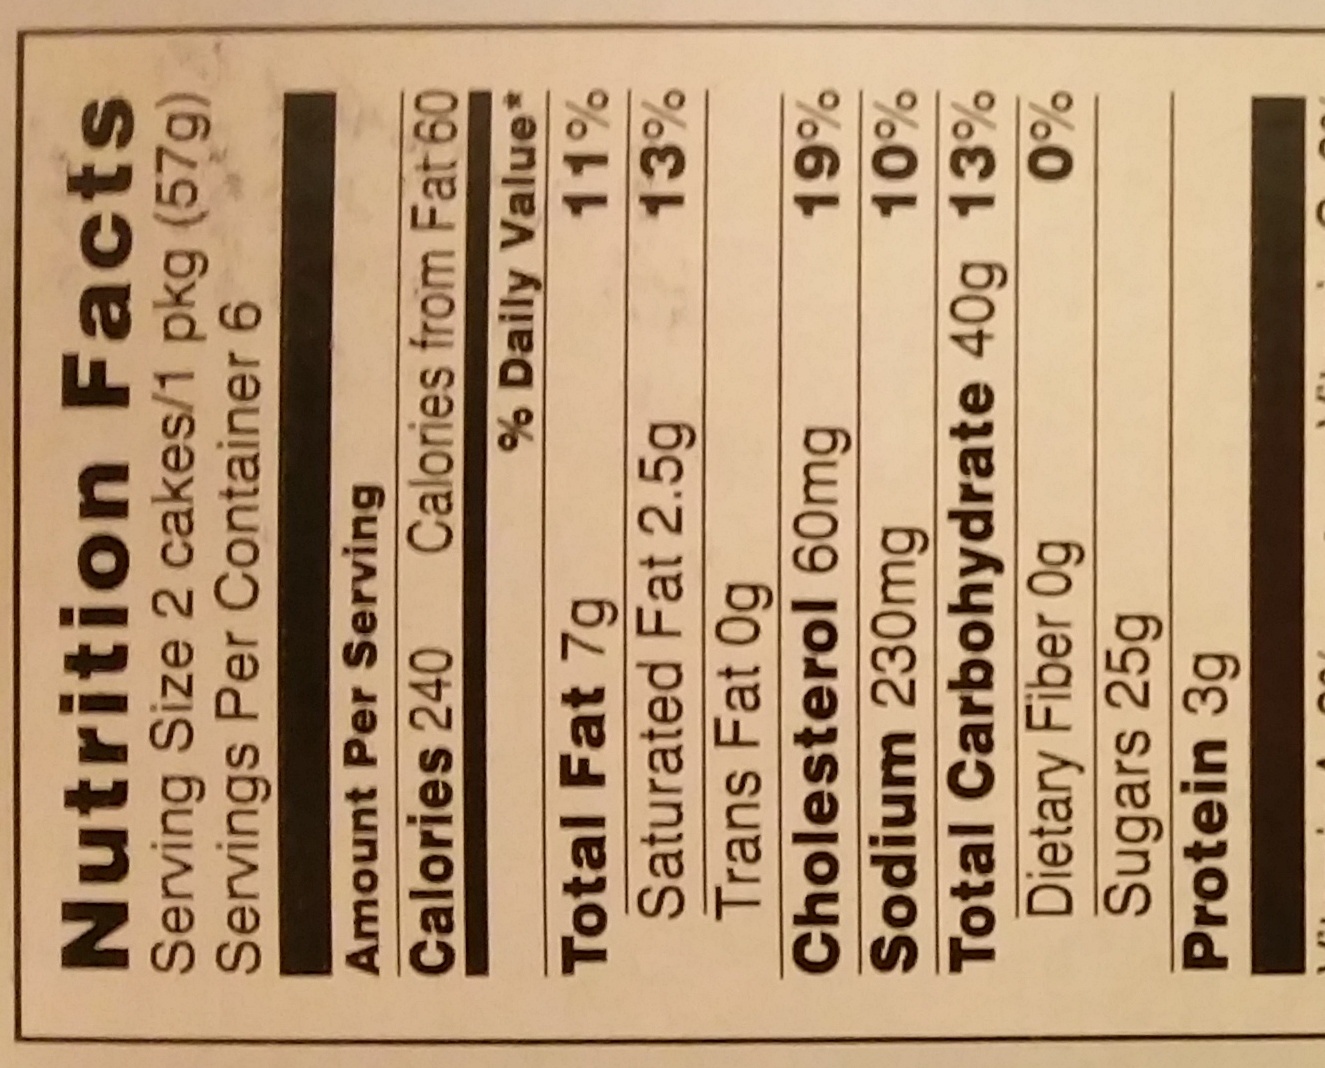 Nutrition Facts
Serving Size 2 cakes/1 pkg (57g)
Servings Per Container 6
Amount Per Serving
Calories 240 Calories from Fat 60
% Daily Value*
Total Fat 7g 11%
Saturated Fat 2.5g 13%
Trans Fat 0g
Cholesterol 60mg 19%
Sodium 230mg 10%
Total Carbohydrate 40g 13%
Dietary Fiber 0g 0%
Sugars 25g
Protein 3g